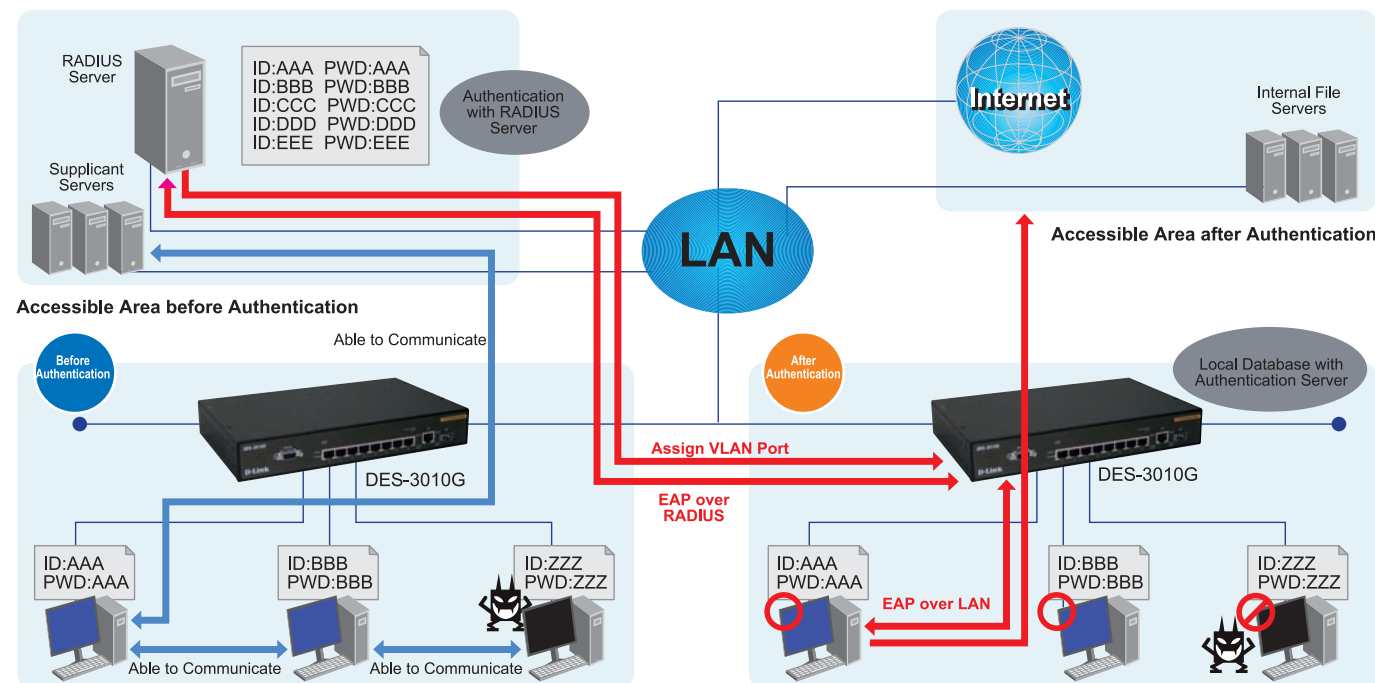 RADIUS
Server
ID:AAA PWD:AAA
ID:BBB PWD:BBB
ID:CCC PWD:CCC
ID:DDD PWD:DDD
ID:EEE PWD:EEE
Authentication
with RADIUS
Server
Supplicant
Servers
Internet
Internal File
Servers
LAN
Accessible Area after Authentication
Accessible Area before Authentication
Able to Communicate
Before
Authentication
After
Authentication
Local Database with
Authentication Server
D-Link
DES-3010G
Assign VLAN Port
EAP over
RADIUS
D-Link
DES-3010G
ID:AAA
PWD:AAA
ID:BBB
PWD:BBB
ID:ZZZ
PWD:ZZZ
Able to Communicate
Able to Communicate
ID:AAA
PWD:AAA
EAP over LAN
ID:BBB
PWD:BBB
ID:ZZZ
PWD:ZZZ